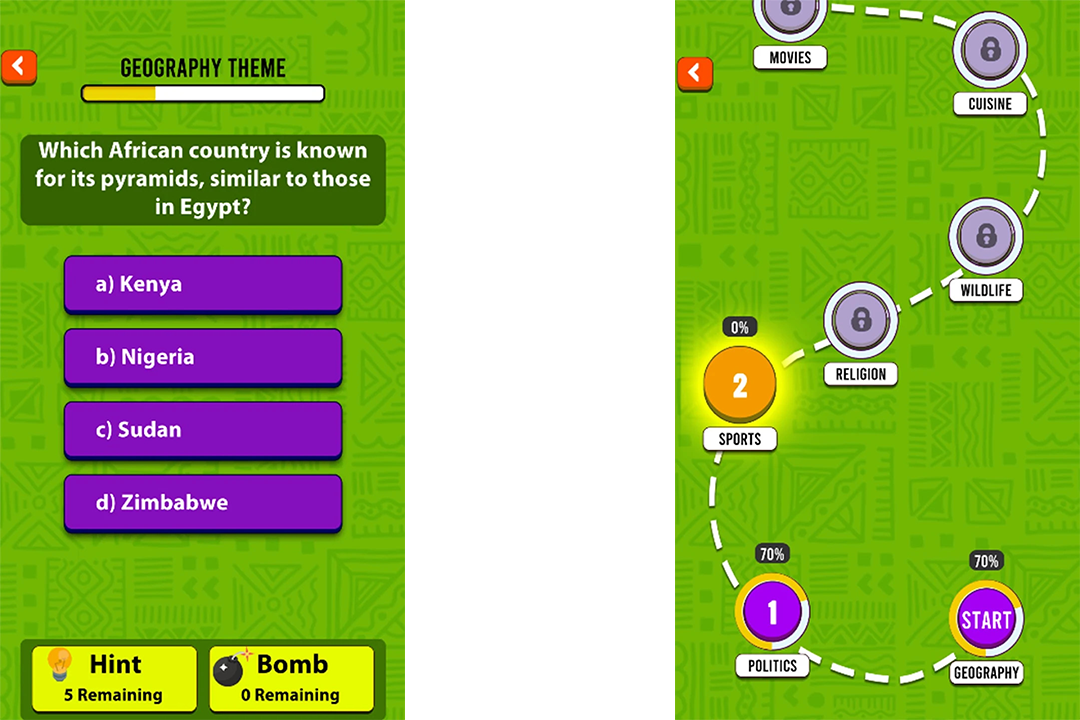 GEOGRAPHY THEME
Which African country is known
for its pyramids, similar to those
in Egypt?
a) Kenya
b) Nigeria
c) Sudan
d) Zimbabwe
Hint
5 Remaining
Bomb
0 Remaining
MOVIES
CUISINE
WILDLIFE
RELIGION
0%
2
SPORTS
70%
1
POLITICS
70%
START
GEOGRAPHY